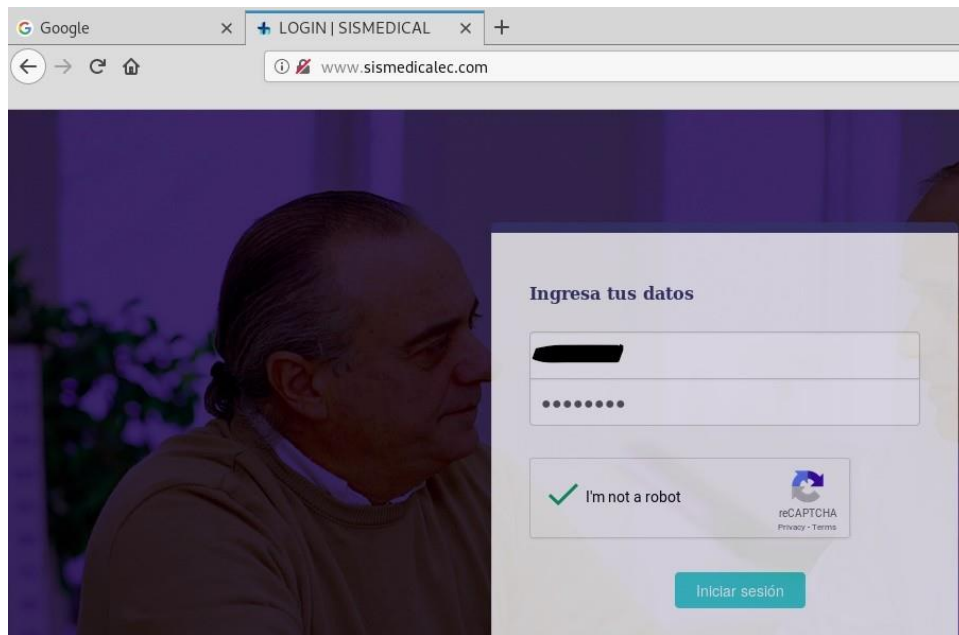 Google
LOGIN | SISMEDICAL
www.sismedicalec.com
Ingresa tus datos
I'm not a robot
reCAPTCHA
Privacy - Terms
Iniciar sesión